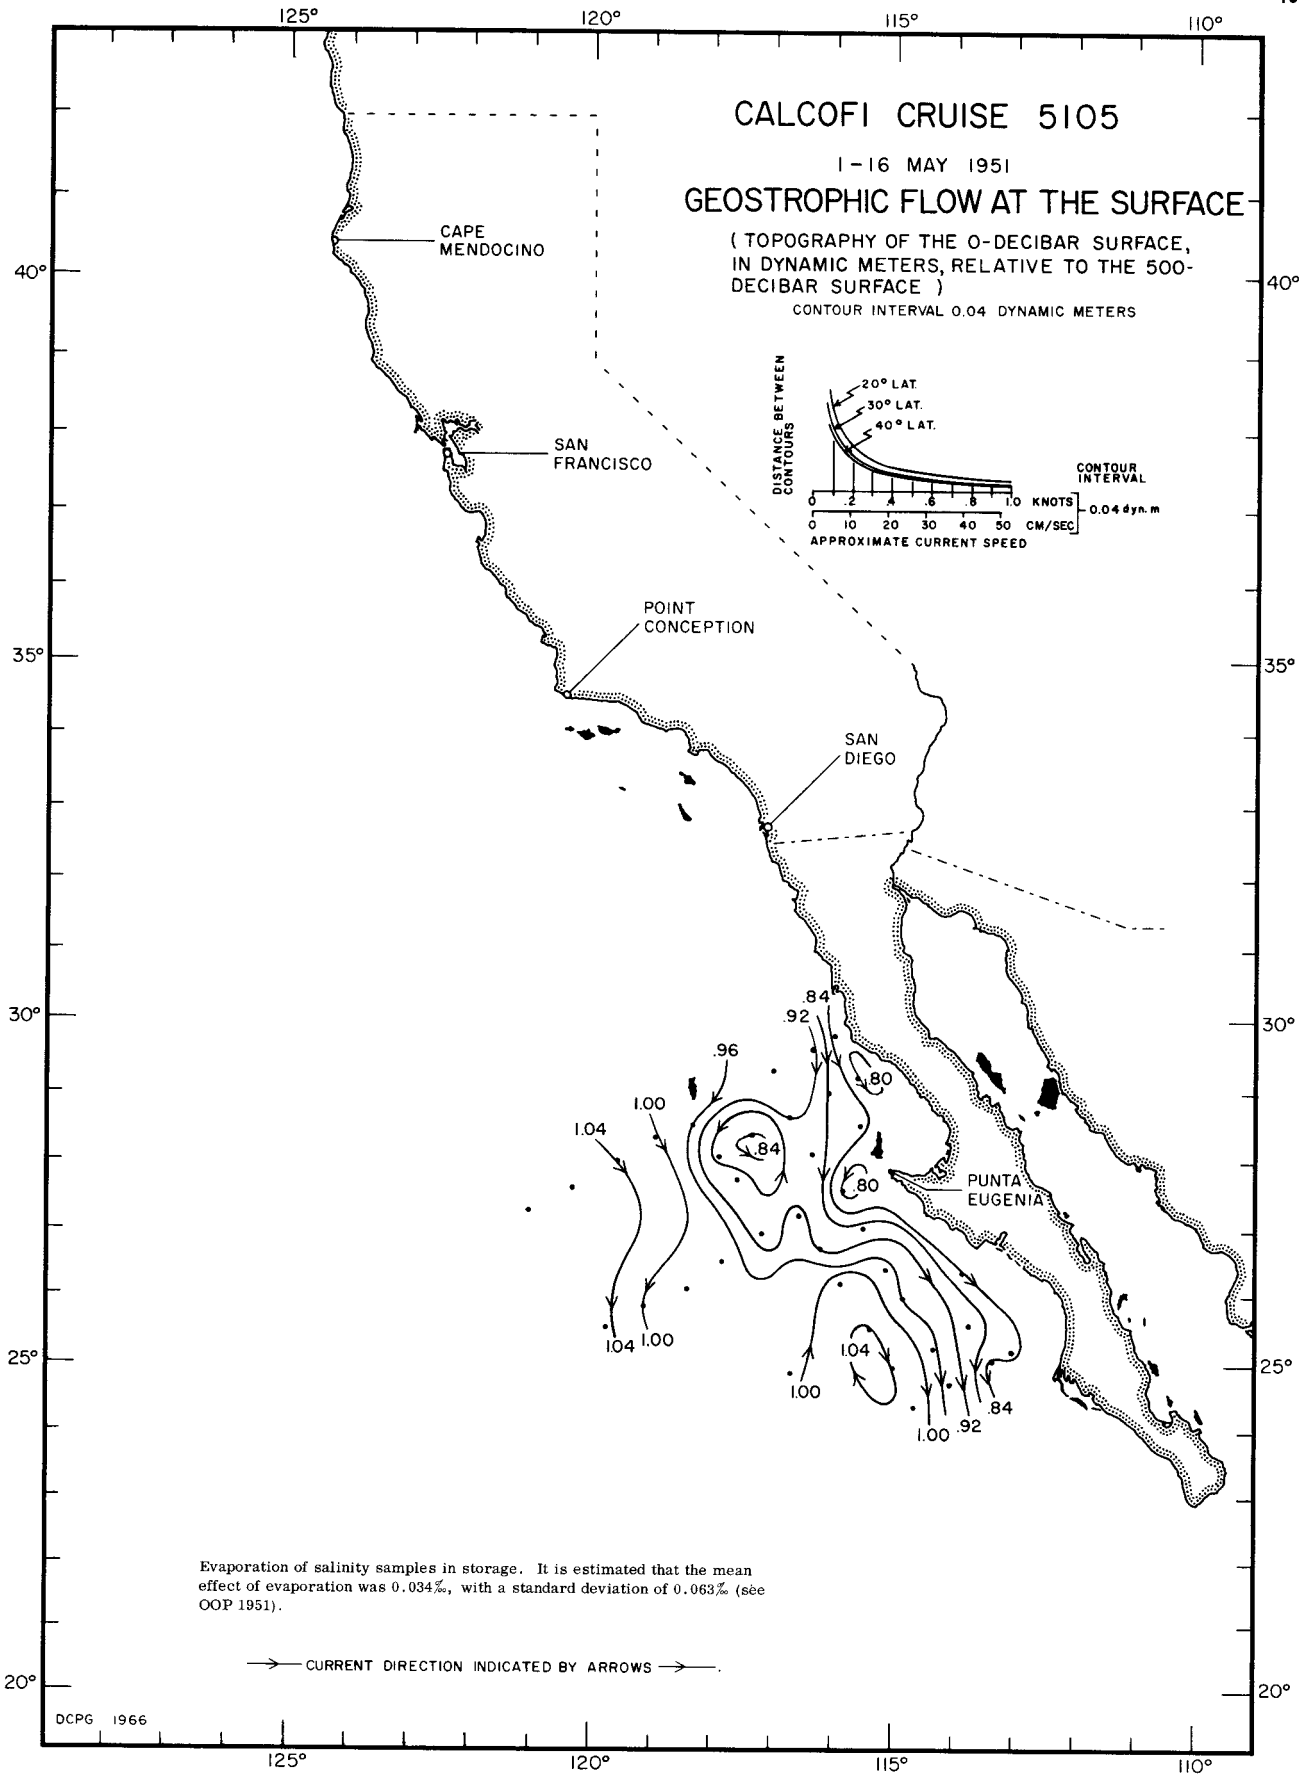 125°
120°
115°
110°
CALCOFI CRUISE 5105
1-16 MAY 1951
GEOSTROPHIC FLOW AT THE SURFACE
( TOPOGRAPHY OF THE 0-DECIBAR SURFACE,
IN DYNAMIC METERS, RELATIVE TO THE 500-
DECIBAR SURFACE )
CONTOUR INTERVAL 0.04 DYNAMIC METERS
CAPE
MENDOCINO
40°
40°
DISTANCE BETWEEN
CONTOURS
20° LAT.
30° LAT.
40° LAT.
CONTOUR
INTERVAL
0 .2 .4 .6 .8 1.0 KNOTS
0.04 dyn. m
0 10 20 30 40 50 CM/SEC
APPROXIMATE CURRENT SPEED
SAN
FRANCISCO
POINT
CONCEPTION
35°
35°
SAN
DIEGO
30°
30°
.84
.92
.96
.80
1.00
1.04
.84
.80
PUNTA
EUGENIA
1.04
1.00
1.04
1.00
25°
25°
.84
.92
1.00
Evaporation of salinity samples in storage. It is estimated that the mean
effect of evaporation was 0.034‰, with a standard deviation of 0.063‰ (see
OOP 1951).
CURRENT DIRECTION INDICATED BY ARROWS .
20°
20°
DCPG 1966
125°
120°
115°
110°